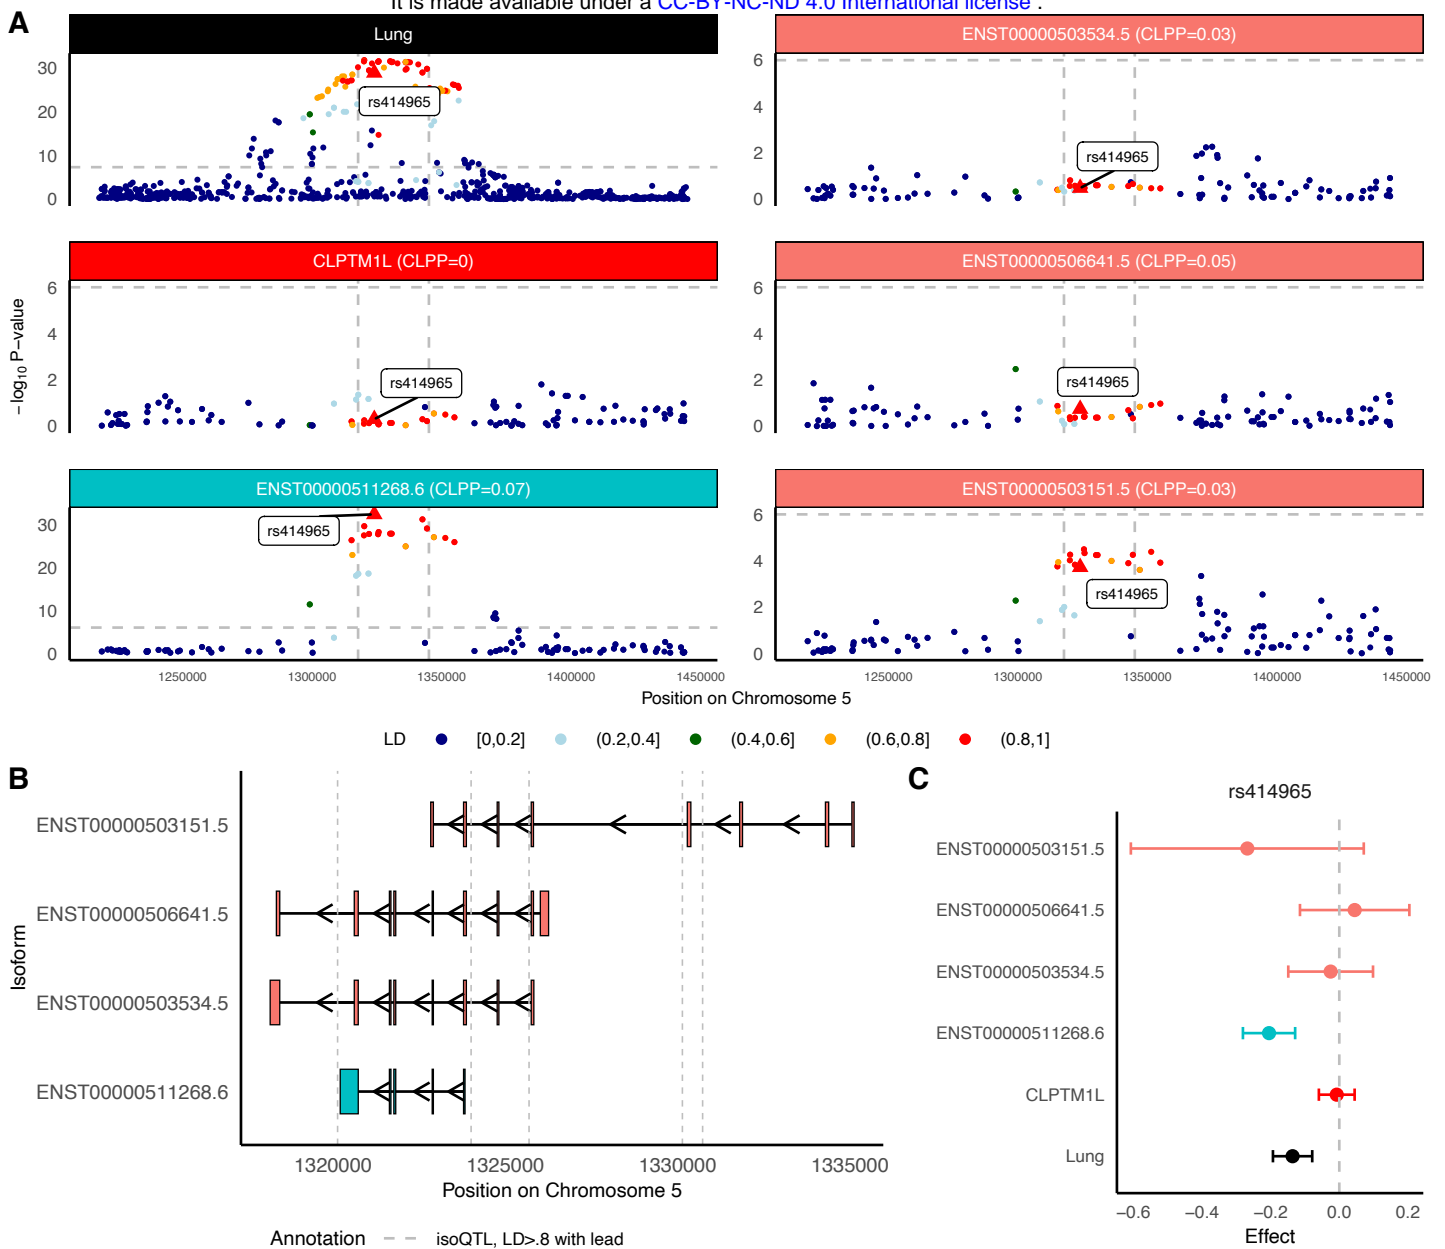 It is made available under a CC-BY-NC-ND 4.0 International license .
A
Lung
30
20
10
0
rs414965
ENST00000503534.5 (CLPP=0.03)
6
4
2
0
rs414965
CLPTM1L (CLPP=0)
6
4
2
0
rs414965
ENST00000506641.5 (CLPP=0.05)
6
4
2
0
rs414965
ENST00000511268.6 (CLPP=0.07)
30
20
10
0
rs414965
ENST00000503151.5 (CLPP=0.03)
6
4
2
0
rs414965
−log10 P−value
1250000 1300000 1350000 1400000 1450000
1250000 1300000 1350000 1400000 1450000
Position on Chromosome 5
LD [0,0.2] (0.2,0.4] (0.4,0.6] (0.6,0.8] (0.8,1]
B
Isoform
ENST00000503151.5
ENST00000506641.5
ENST00000503534.5
ENST00000511268.6
1320000 1325000 1330000 1335000
Position on Chromosome 5
Annotation isoQTL, LD>.8 with lead
C
rs414965
ENST00000503151.5
ENST00000506641.5
ENST00000503534.5
ENST00000511268.6
CLPTM1L
Lung
−0.6 −0.4 −0.2 0.0 0.2
Effect